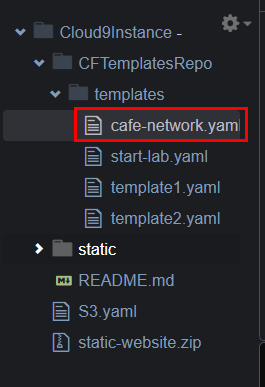 Cloud9Instance -
CFTemplatesRepo
templates
cafe-network.yaml
start-lab.yaml
template1.yaml
template2.yaml
static
README.md
S3.yaml
static-website.zip